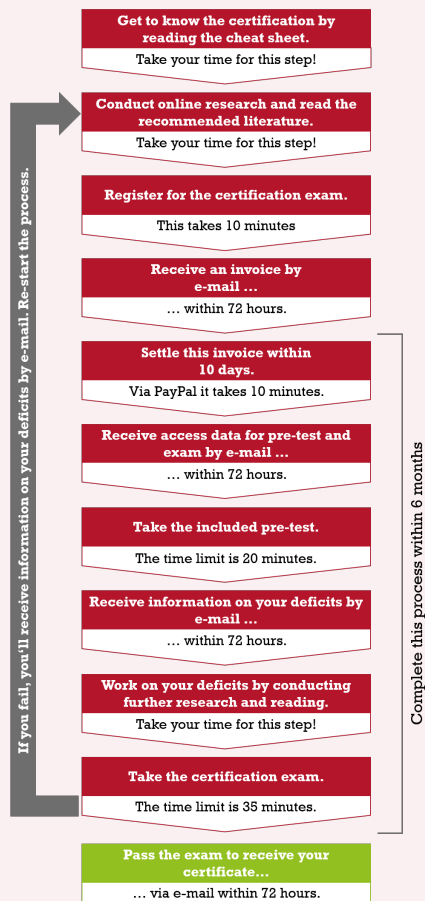 Get to know the certification by
reading the cheat sheet.
Take your time for this step!
Conduct online research and read the
recommended literature.
Take your time for this step!
Register for the certification exam.
This takes 10 minutes
Receive an invoice by
e-mail …
… within 72 hours.
Settle this invoice within
10 days.
Via PayPal it takes 10 minutes.
Receive access data for pre-test and
exam by e-mail …
… within 72 hours.
Take the included pre-test.
The time limit is 20 minutes.
Receive information on your deficits by
e-mail …
… within 72 hours.
Work on your deficits by conducting
further research and reading.
Take your time for this step!
Take the certification exam.
The time limit is 35 minutes.
Pass the exam to receive your
certificate…
… via e-mail within 72 hours.
If you fail, you‘ll receive information on your deficits by e-mail. Re-start the process.
Complete this process within 6 months